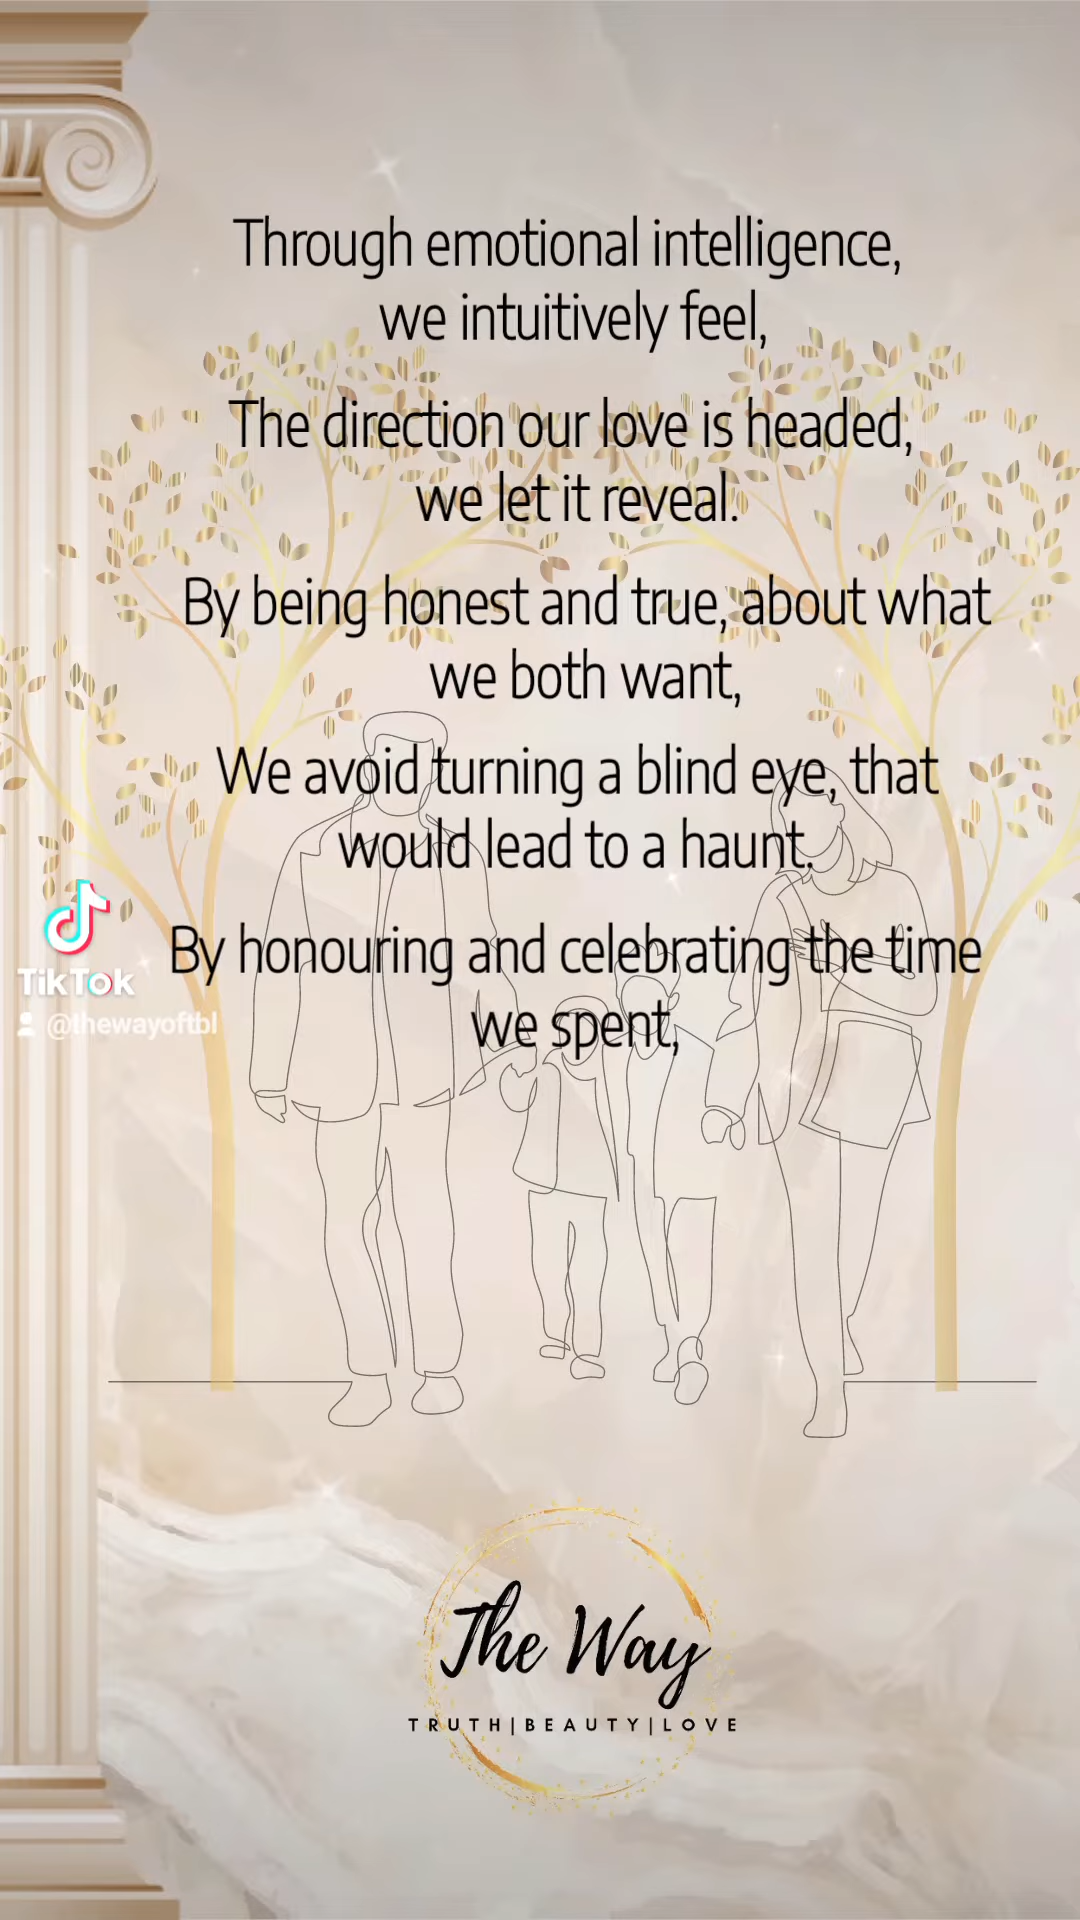 Through emotional intelligence,
we intuitively feel,
The direction our love is headed,
we let it reveal.
By being honest and true, about what
we both want,
We avoid turning a blind eye, that
would lead to a haunt.
By honouring and celebrating the time
we spent,
TikTok
@thewayoftbl
The Way
TRUTH|BEAUTY|LOVE